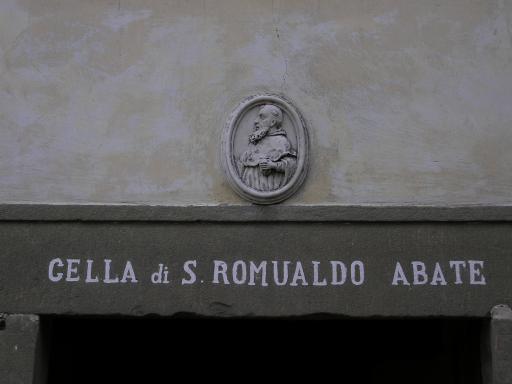 CELLA di S. ROMUALDO ABATE